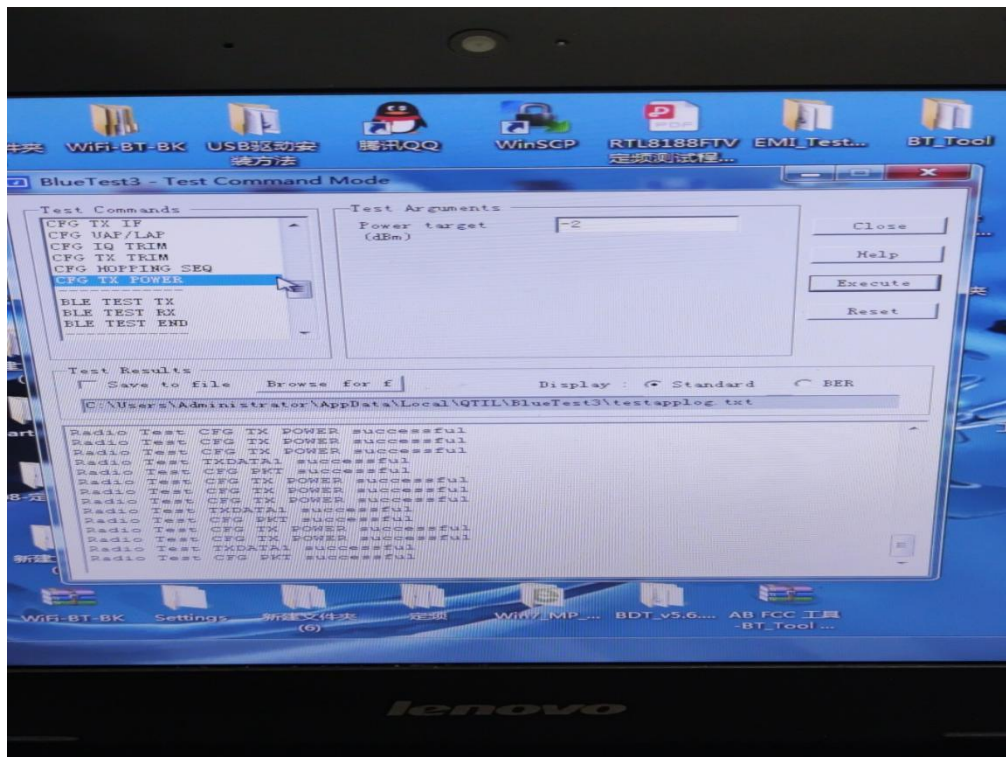 WiFi-BT-BK
USB驱动安装方法
腾讯QQ
WinSCP
RTL8188FTV
定频测试程...
EMI_Test...
BT_Tool
BlueTest3 - Test Command Mode
Test Commands
CFG TX IF
CFG UAP/LAP
CFG IQ TRIM
CFG TX TRIM
CFG HOPPING SEQ
CFG TX POWER
BLE TEST TX
BLE TEST RX
BLE TEST END
Test Arguments
Power target
(dBm)
-2
Close
Help
Execute
Reset
Test Results
Save to file
Browse for f
Display :
Standard
BER
C:\Users\Administrator\AppData\Local\QTIL\BlueTest3\testapplog.txt
Radio Test CFG TX POWER successful
Radio Test CFG TX POWER successful
Radio Test CFG TX POWER successful
Radio Test TXDATA1 successful
Radio Test CFG PKT successful
Radio Test CFG TX POWER successful
Radio Test CFG TX POWER successful
Radio Test CFG TX POWER successful
Radio Test TXDATA1 successful
Radio Test CFG PKT successful
Radio Test CFG TX POWER successful
Radio Test CFG TX POWER successful
Radio Test TXDATA1 successful
Radio Test CFG PKT successful
WiFi-BT-BK
Settings
新建文件夹
(6)
定频
Win7_MP_...
BDT_v5.6....
AB FCC 工具
-BT_Tool ...
lenovo